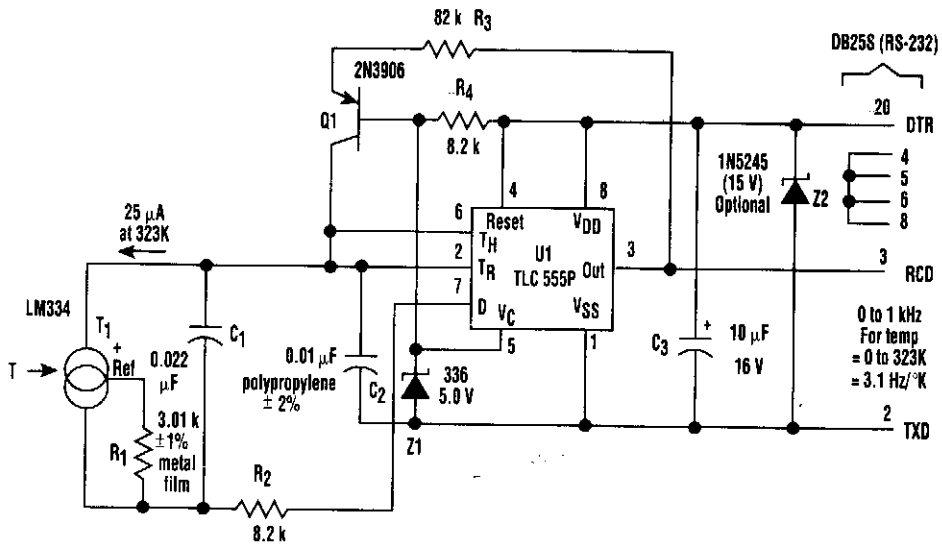 82 k R3
DB25S (RS-232)
2N3906
R4
20
DTR
Q1
8.2 k
1N5245
(15 V)
Optional
Z2
4
5
6
8
4
8
25 μA
at 323K
6
Reset
VDD
TH
U1
2
TR
TLC 555P
Out
3
3
RCD
7
D
VC
VSS
LM334
T1
+
Ref
C1
0.022
μF
T
5
1
0.01 μF
polypropylene
± 2%
C2
336
5.0 V
Z1
C3
+
10 μF
16 V
0 to 1 kHz
For temp
= 0 to 323K
= 3.1 Hz/°K
2
TXD
3.01 k
±1%
metal
film
R1
R2
8.2 k